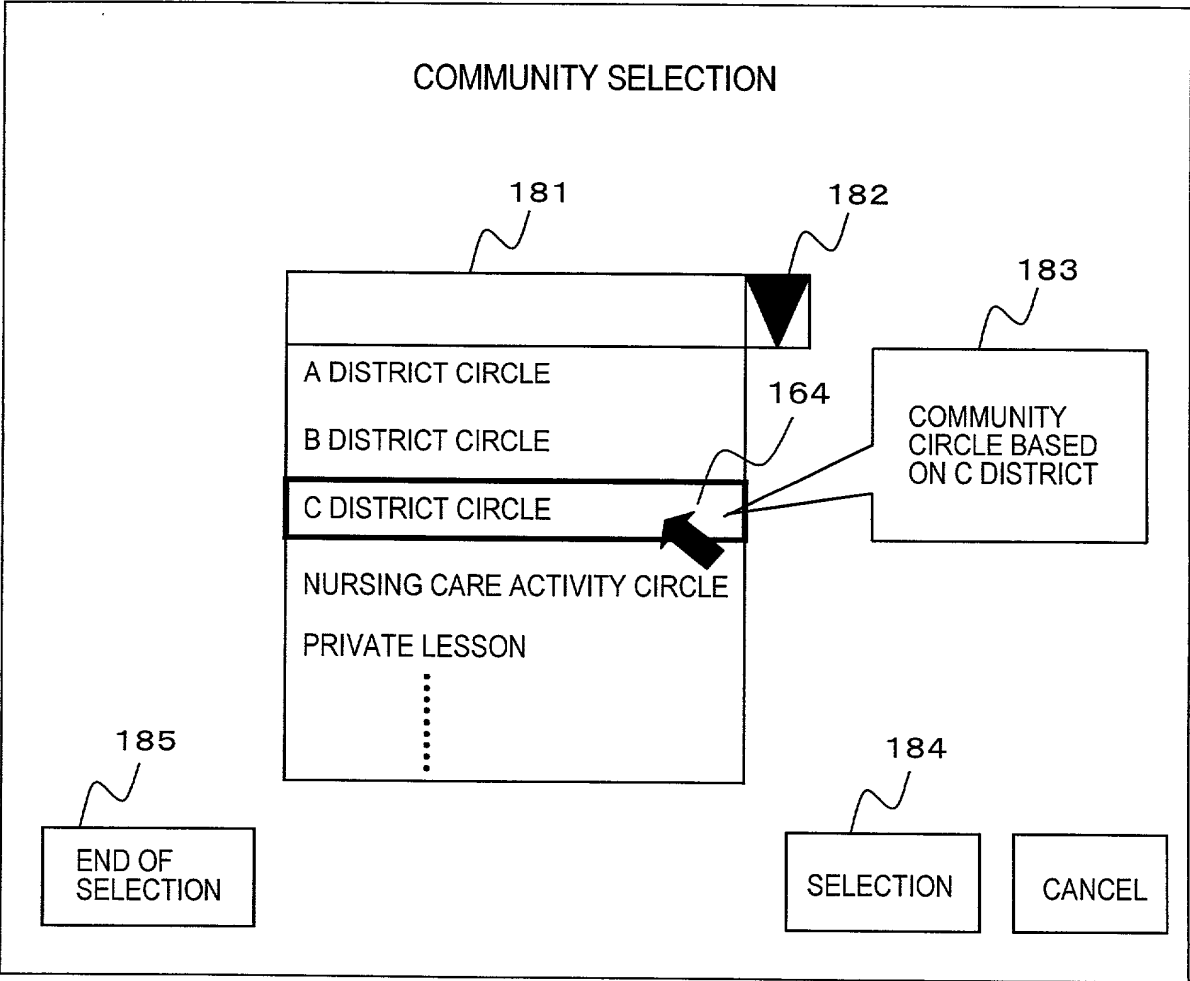 COMMUNITY SELECTION
181
182
183
A DISTRICT CIRCLE
164
COMMUNITY
CIRCLE BASED
ON C DISTRICT
B DISTRICT CIRCLE
C DISTRICT CIRCLE
NURSING CARE ACTIVITY CIRCLE
PRIVATE LESSON
185
184
END OF
SELECTION
SELECTION
CANCEL